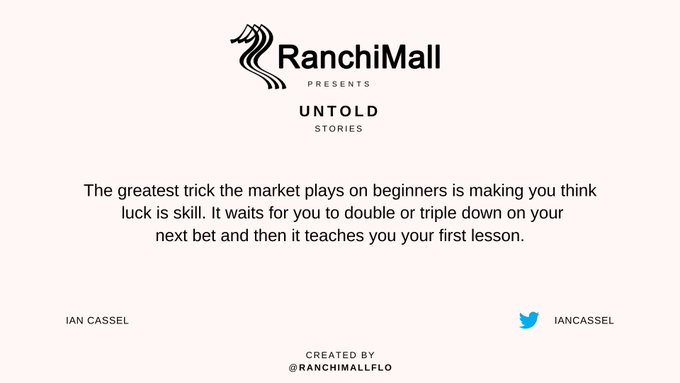 RanchiMall
PRESENTS
UNTOLD
STORIES
The greatest trick the market plays on beginners is making you think
luck is skill. It waits for you to double or triple down on your
next bet and then it teaches you your first lesson.
IAN CASSEL
IANCASSEL
CREATED BY
@RANCHIMALLFLO